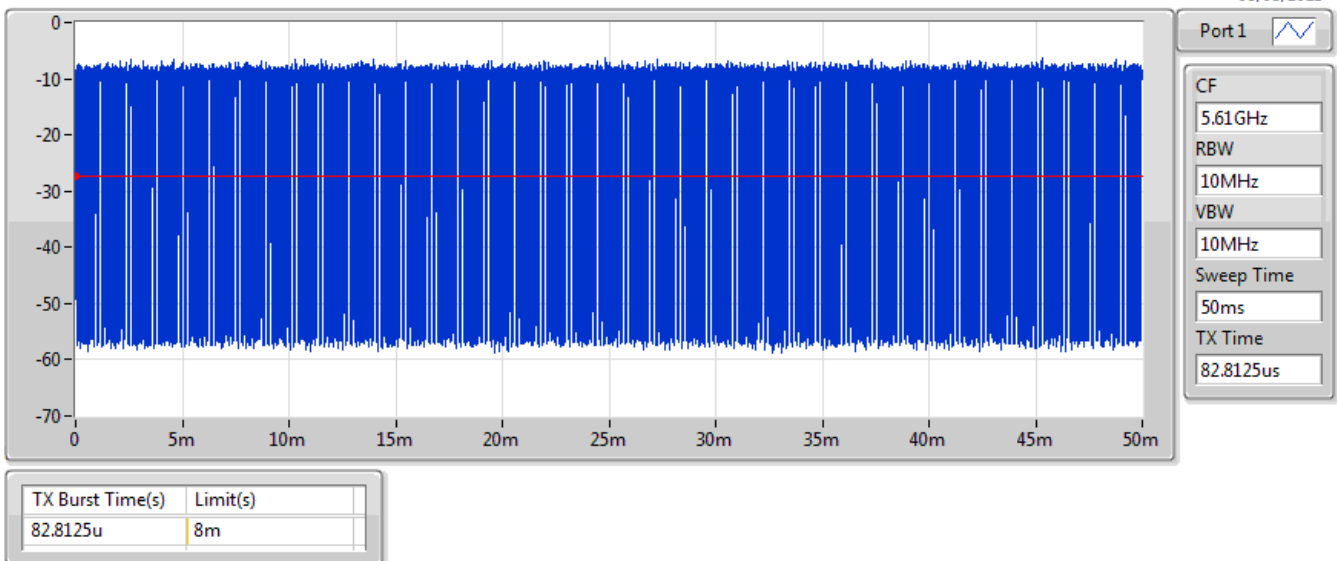 Port 1
0
-10
-20
-30
-40
-50
-60
-70
0 5m 10m 15m 20m 25m 30m 35m 40m 45m 50m
CF
5.61GHz
RBW
10MHz
VBW
10MHz
Sweep Time
50ms
TX Time
82.8125us
TX Burst Time(s) Limit(s)
82.8125u 8m